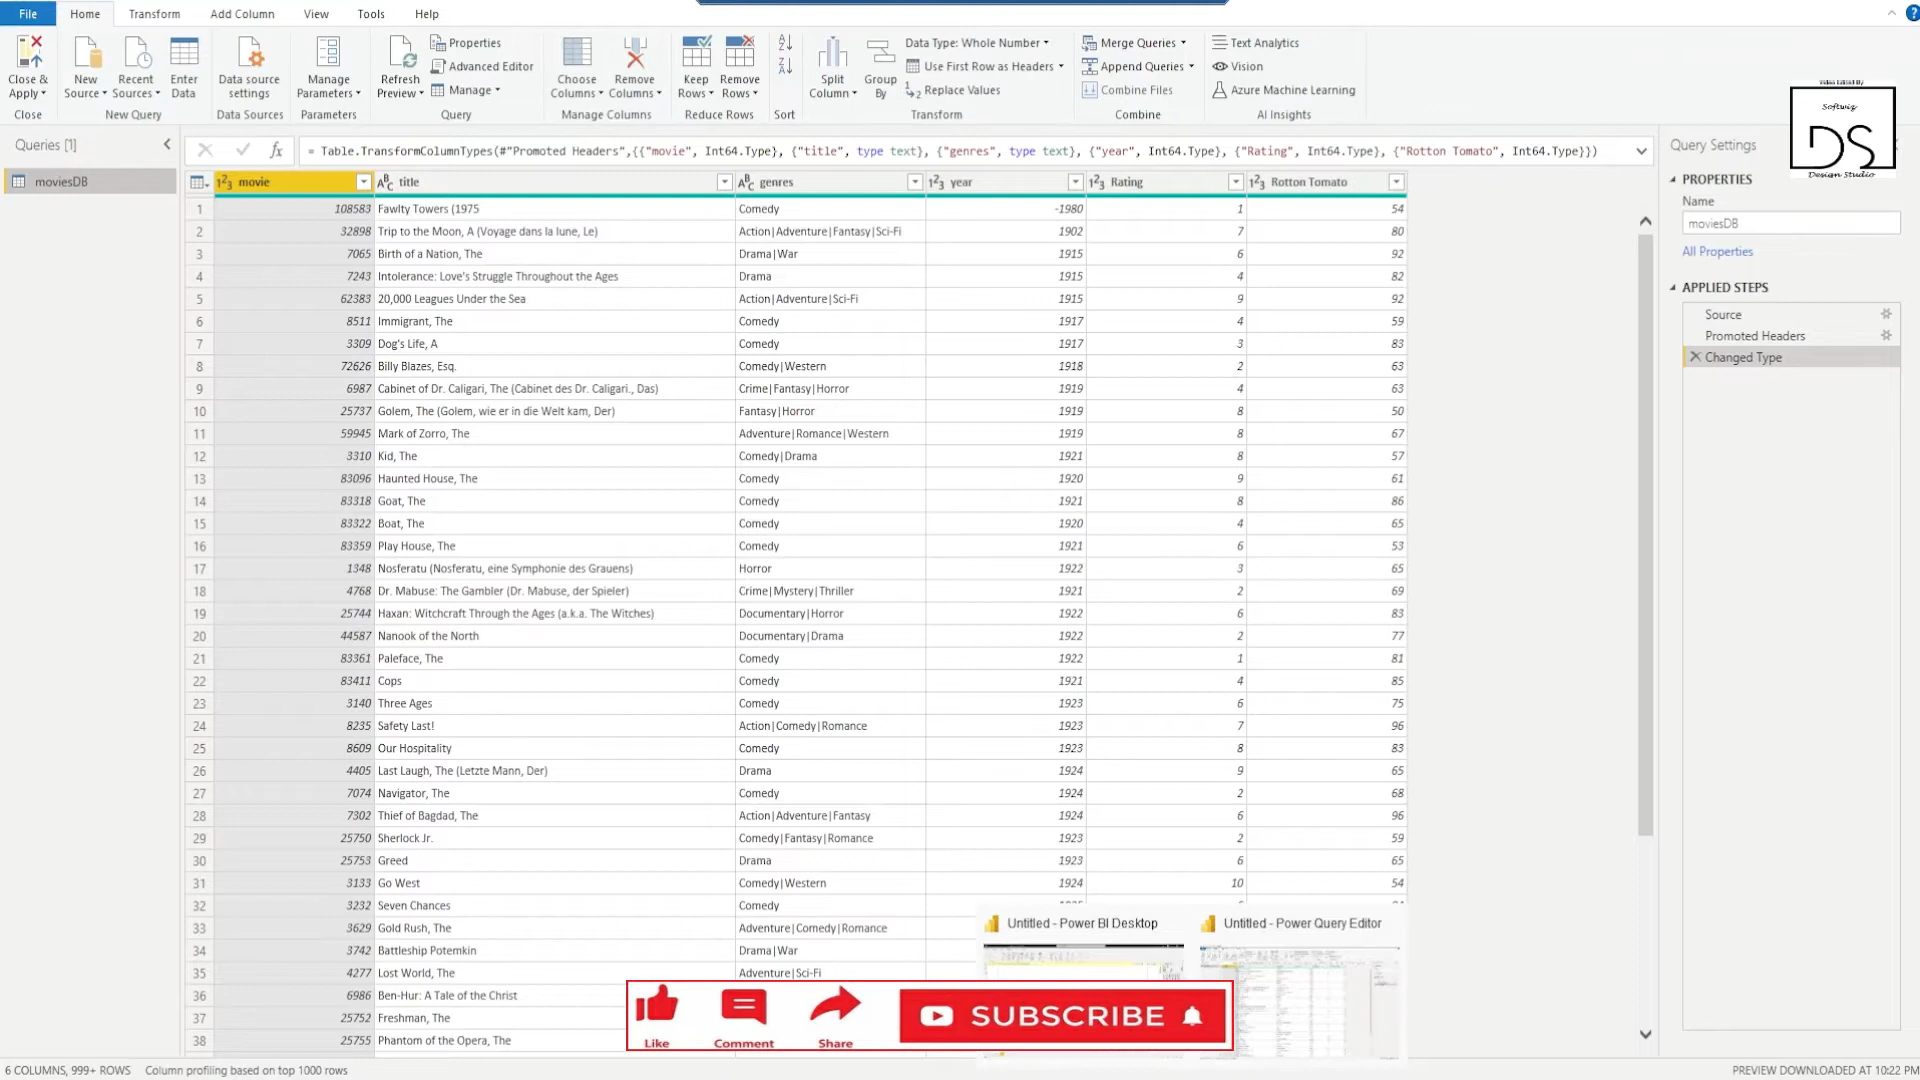 File Home Transform Add Column View Tools Help
Close & Apply New Source Recent Sources Enter Data Data source settings Manage Parameters Refresh Preview Properties Advanced Editor Manage Choose Columns Remove Columns Keep Rows Remove Rows Split Column Group By Data Type: Whole Number Use First Row as Headers Replace Values Merge Queries Append Queries Combine Files Text Analytics Vision Azure Machine Learning
Close New Query Data Sources Parameters Query Manage Columns Reduce Rows Sort Transform Combine AI Insights
Softwiz
DS
Design Studio
Queries [1]
moviesDB
fx = Table.TransformColumnTypes(#"Promoted Headers",{{"movie", Int64.Type}, {"title", type text}, {"genres", type text}, {"year", Int64.Type}, {"Rating", Int64.Type}, {"Rotton Tomato", Int64.Type}})
movie title genres year Rating Rotton Tomato
1 108583 Fawlty Towers (1975 Comedy -1980 1 54
2 32898 Trip to the Moon, A (Voyage dans la lune, Le) Action|Adventure|Fantasy|Sci-Fi 1902 7 80
3 7065 Birth of a Nation, The Drama|War 1915 6 92
4 7243 Intolerance: Love's Struggle Throughout the Ages Drama 1915 4 82
5 62383 20,000 Leagues Under the Sea Action|Adventure|Sci-Fi 1915 9 92
6 8511 Immigrant, The Comedy 1917 4 59
7 3309 Dog's Life, A Comedy 1917 3 83
8 72626 Billy Blazes, Esq. Comedy|Western 1918 2 63
9 6987 Cabinet of Dr. Caligari, The (Cabinet des Dr. Caligari., Das) Crime|Fantasy|Horror 1919 4 63
10 25737 Golem, The (Golem, wie er in die Welt kam, Der) Fantasy|Horror 1919 8 50
11 59945 Mark of Zorro, The Adventure|Romance|Western 1919 8 67
12 3310 Kid, The Comedy|Drama 1921 8 57
13 83096 Haunted House, The Comedy 1920 9 61
14 83318 Goat, The Comedy 1921 8 86
15 83322 Boat, The Comedy 1920 4 65
16 83359 Play House, The Comedy 1921 6 53
17 1348 Nosferatu (Nosferatu, eine Symphonie des Grauens) Horror 1922 3 65
18 4768 Dr. Mabuse: The Gambler (Dr. Mabuse, der Spieler) Crime|Mystery|Thriller 1921 2 69
19 25744 Haxan: Witchcraft Through the Ages (a.k.a. The Witches) Documentary|Horror 1922 6 83
20 44587 Nanook of the North Documentary|Drama 1922 2 77
21 83361 Paleface, The Comedy 1922 1 81
22 83411 Cops Comedy 1921 4 85
23 3140 Three Ages Comedy 1923 6 75
24 8235 Safety Last! Action|Comedy|Romance 1923 7 96
25 8609 Our Hospitality Comedy 1923 8 83
26 4405 Last Laugh, The (Letzte Mann, Der) Drama 1924 9 65
27 7074 Navigator, The Comedy 1924 2 68
28 7302 Thief of Bagdad, The Action|Adventure|Fantasy 1924 6 96
29 25750 Sherlock Jr. Comedy|Fantasy|Romance 1923 2 59
30 25753 Greed Drama 1923 6 65
31 3133 Go West Comedy|Western 1924 10 54
32 3232 Seven Chances Comedy
33 3629 Gold Rush, The Adventure|Comedy|Romance
34 3742 Battleship Potemkin Drama|War
35 4277 Lost World, The Adventure|Sci-Fi
36 6986 Ben-Hur: A Tale of the Christ
37 25752 Freshman, The
38 25755 Phantom of the Opera, The
Untitled - Power BI Desktop Untitled - Power Query Editor
Like Comment Share SUBSCRIBE
Query Settings
PROPERTIES
Name
moviesDB
All Properties
APPLIED STEPS
Source
Promoted Headers
Changed Type
6 COLUMNS, 999+ ROWS Column profiling based on top 1000 rows PREVIEW DOWNLOADED AT 10:22 PM